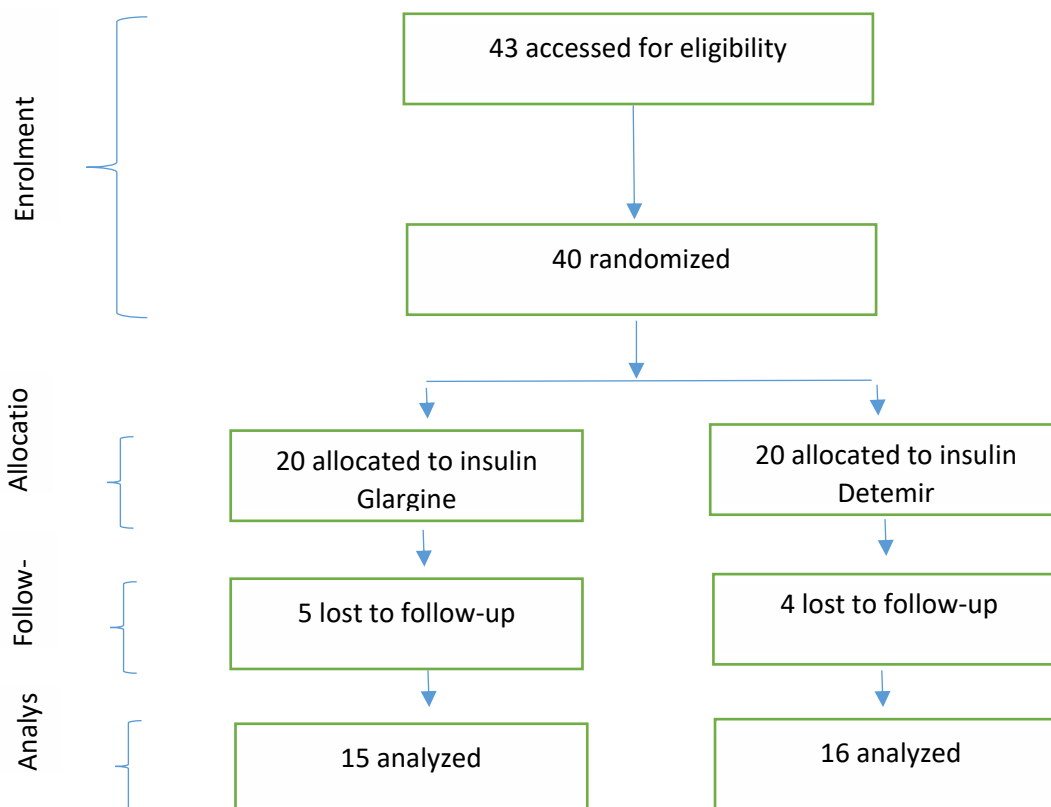 43 accessed for eligibility
Enrolment
40 randomized
Allocatio
20 allocated to insulin
Glargine
20 allocated to insulin
Detemir
Follow-
5 lost to follow-up
4 lost to follow-up
Analys
15 analyzed
16 analyzed